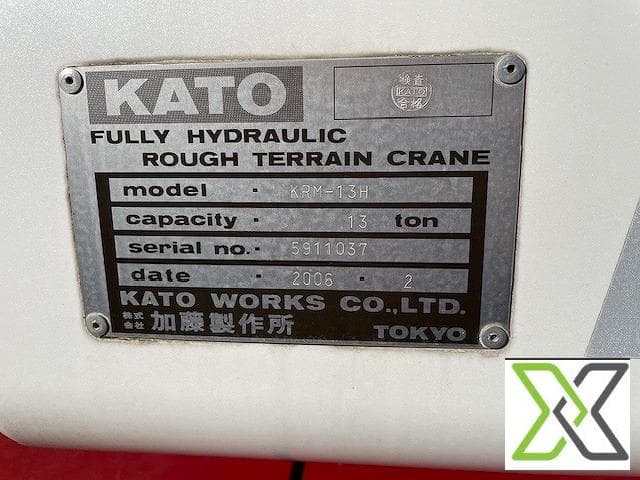 KATO
検査
KATO
合格
FULLY HYDRAULIC
ROUGH TERRAIN CRANE
model · KRM-13H
capacity · 13 ton
serial no. · 5911037
date · 2006 · 2
KATO WORKS CO.,LTD.
株式会社 加藤製作所 TOKYO